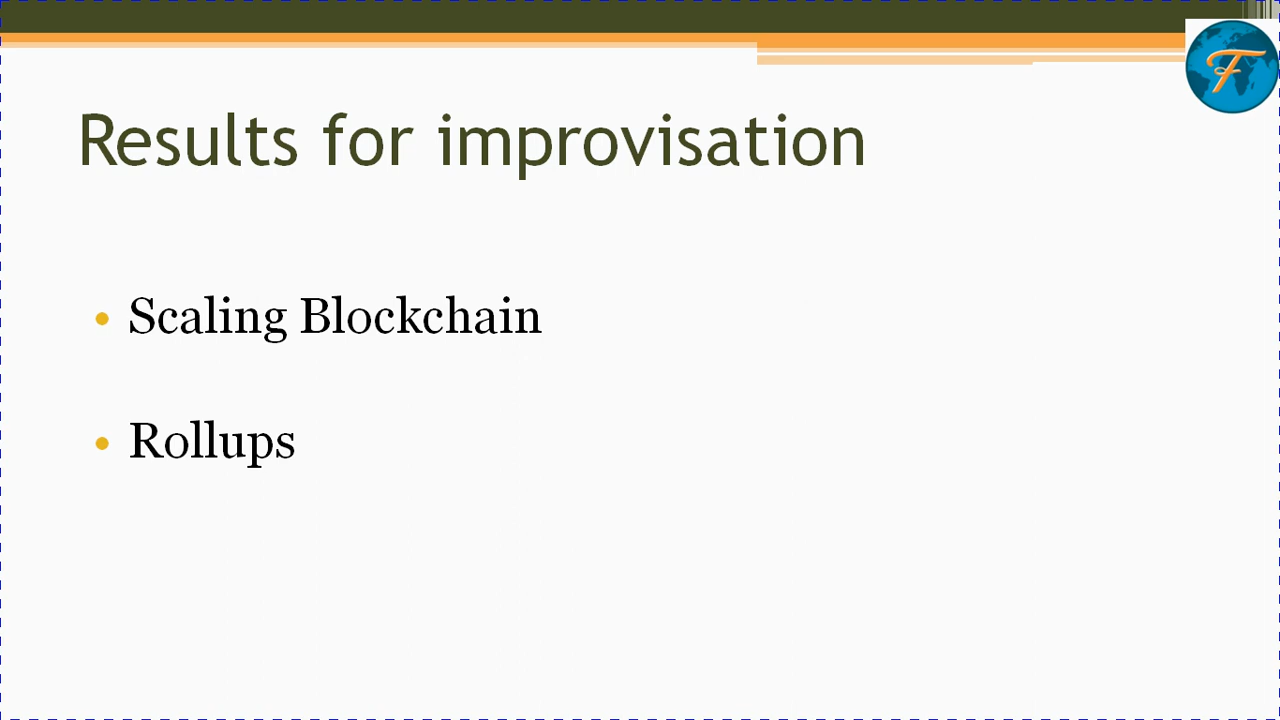 Results for improvisation
• Scaling Blockchain
• Rollups